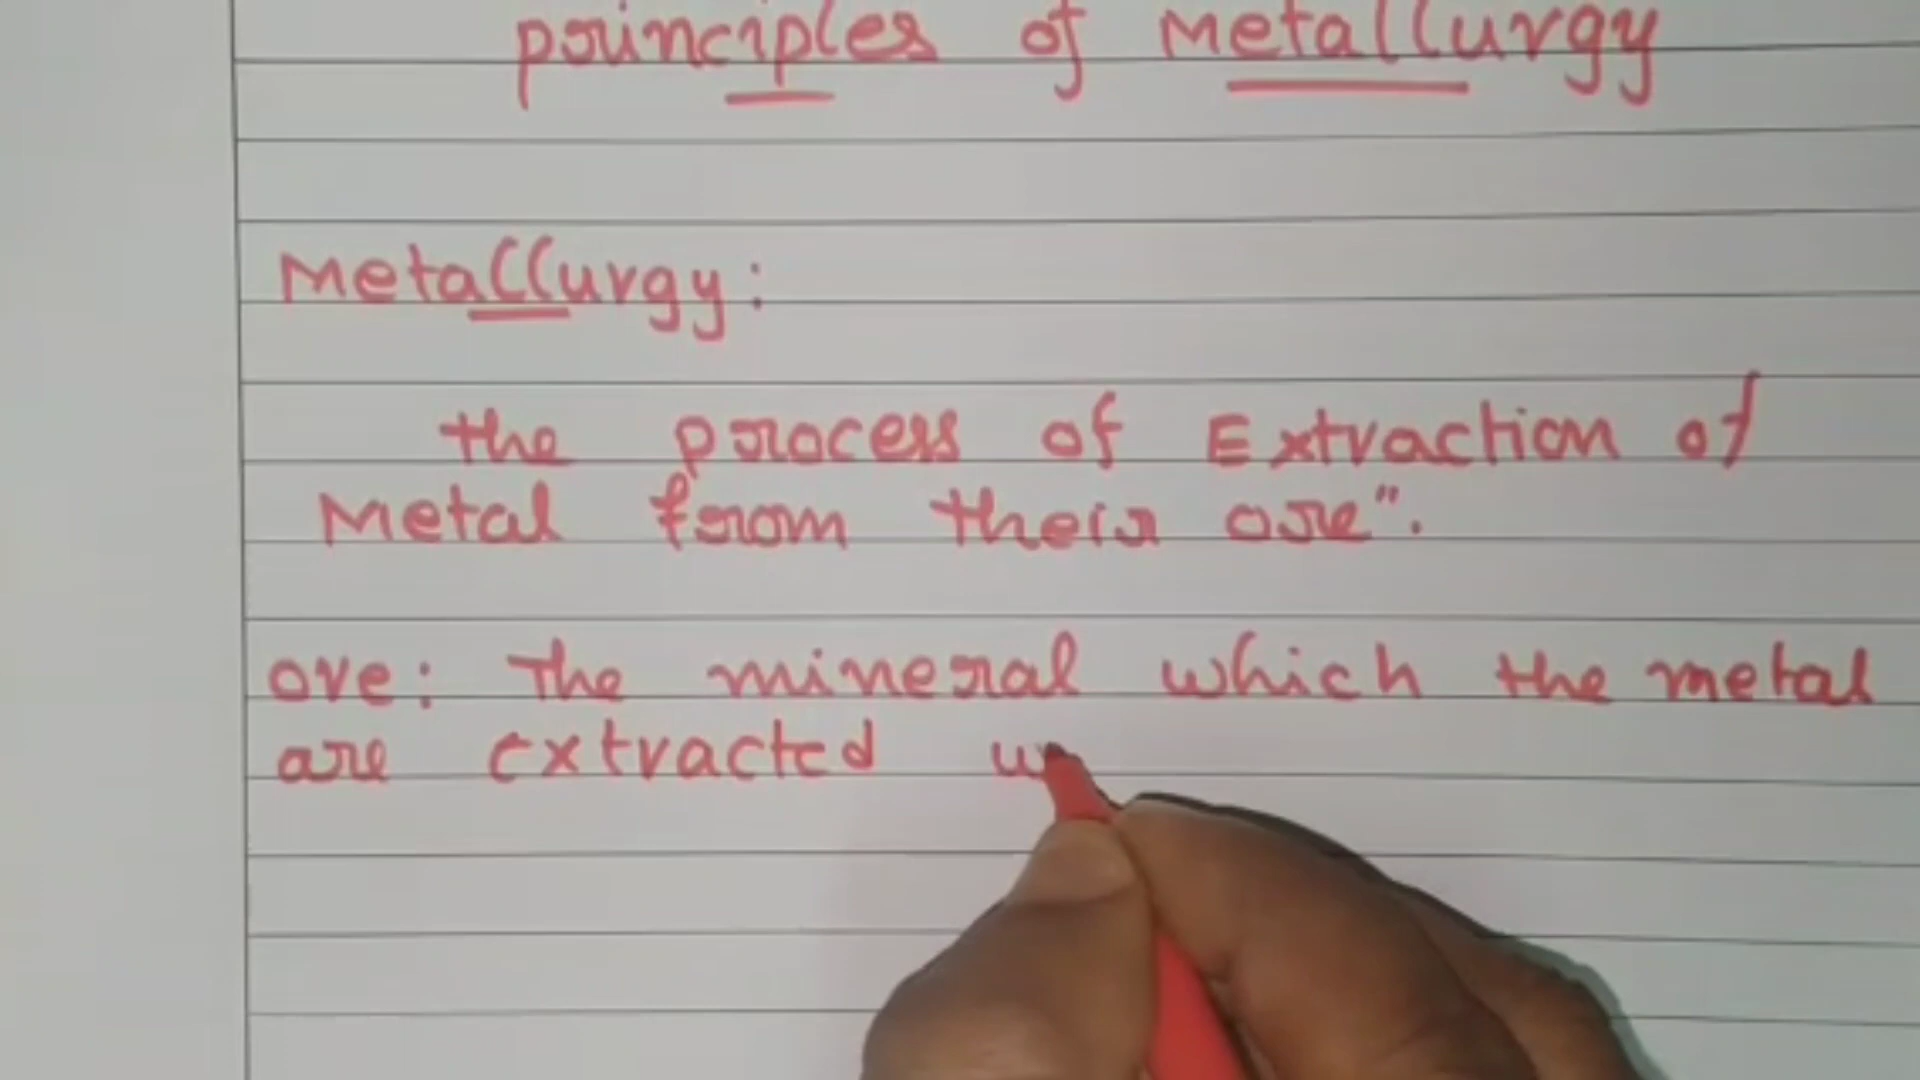 principles of Metallurgy
Metallurgy:
the process of Extraction of
Metal from their ore".
ore: The mineral which the metal
are extracted